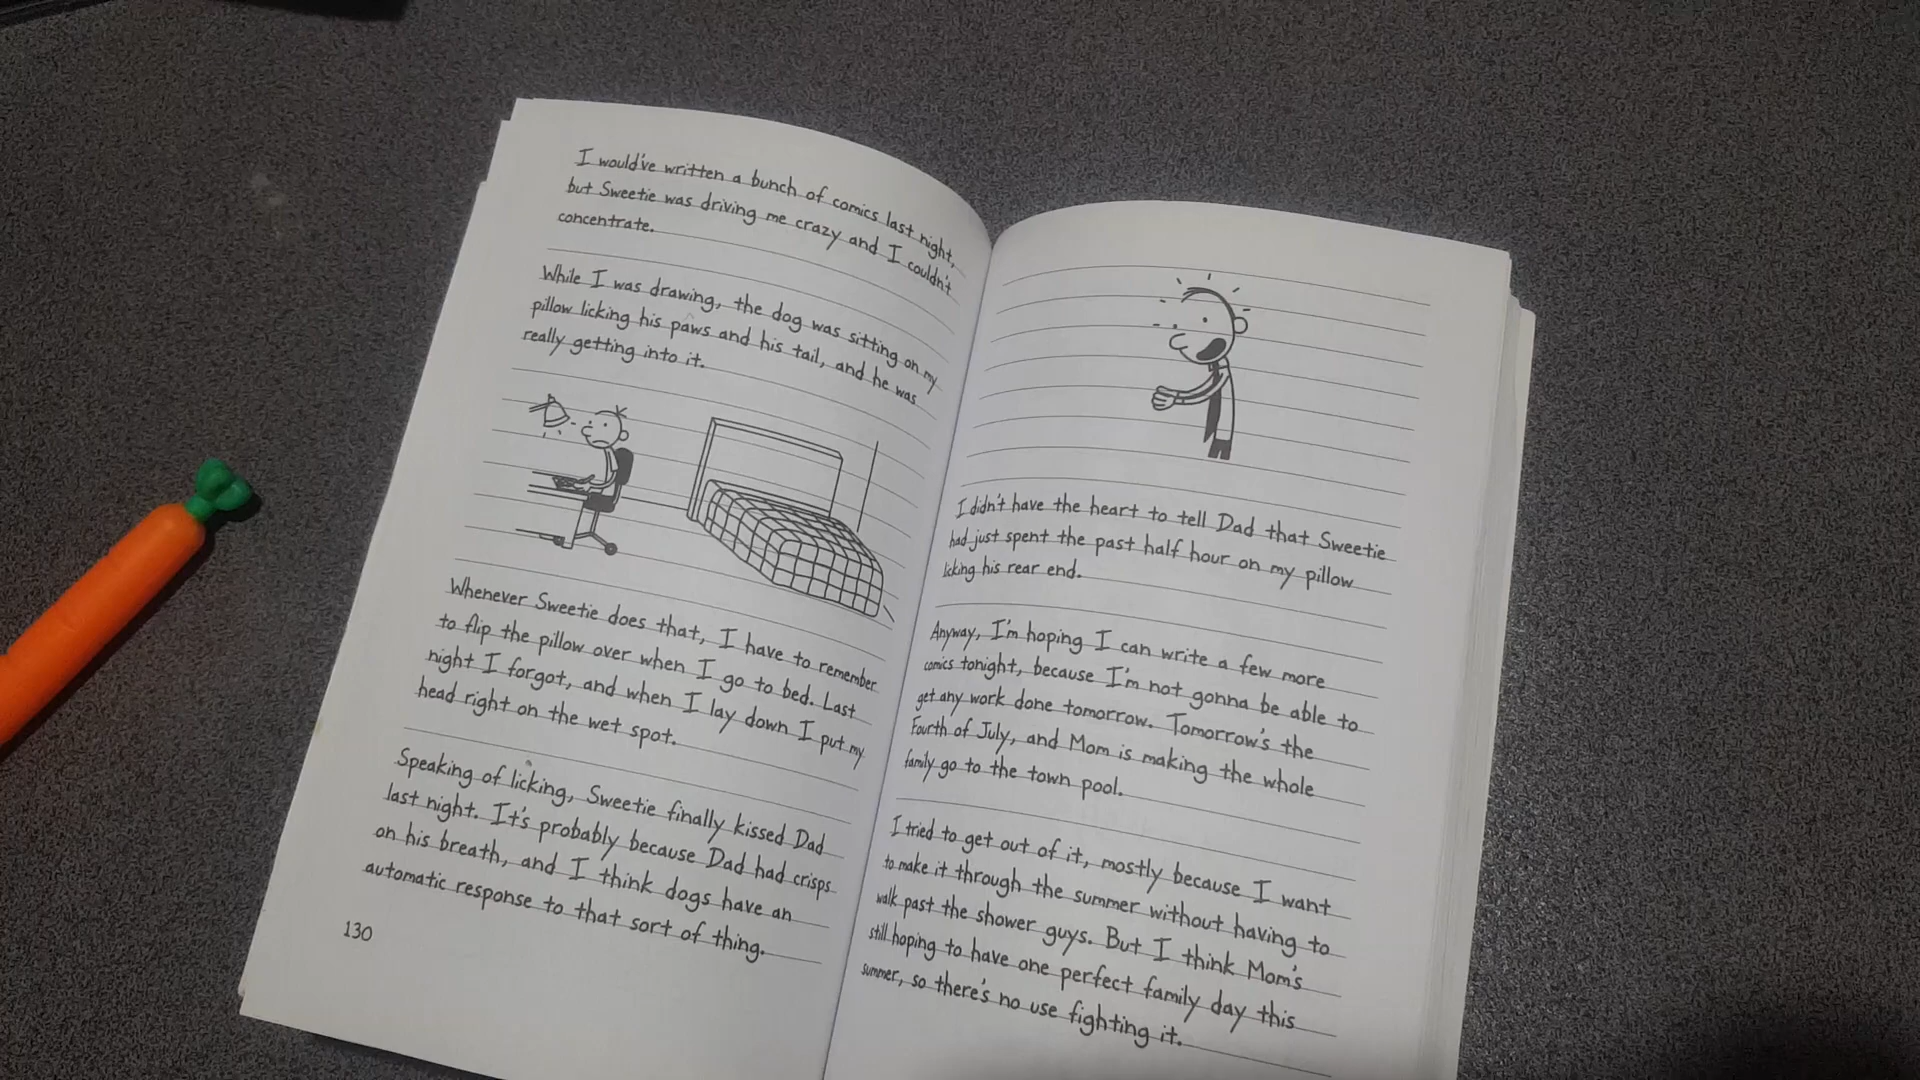 I would've written a bunch of comics last night,
but Sweetie was driving me crazy and I couldn't
concentrate.
While I was drawing, the dog was sitting on my
pillow licking his paws and his tail, and he was
really getting into it.
Whenever Sweetie does that, I have to remember
to flip the pillow over when I go to bed. Last
night I forgot, and when I lay down I put my
head right on the wet spot.
Speaking of licking, Sweetie finally kissed Dad
last night. It's probably because Dad had crisps
on his breath, and I think dogs have an
automatic response to that sort of thing.
130
I didn't have the heart to tell Dad that Sweetie
had just spent the past half hour on my pillow
licking his rear end.
Anyway, I'm hoping I can write a few more
comics tonight, because I'm not gonna be able to
get any work done tomorrow. Tomorrow's the
Fourth of July, and Mom is making the whole
family go to the town pool.
I tried to get out of it, mostly because I want
to make it through the summer without having to
walk past the shower guys. But I think Mom's
still hoping to have one perfect family day this
summer, so there's no use fighting it.